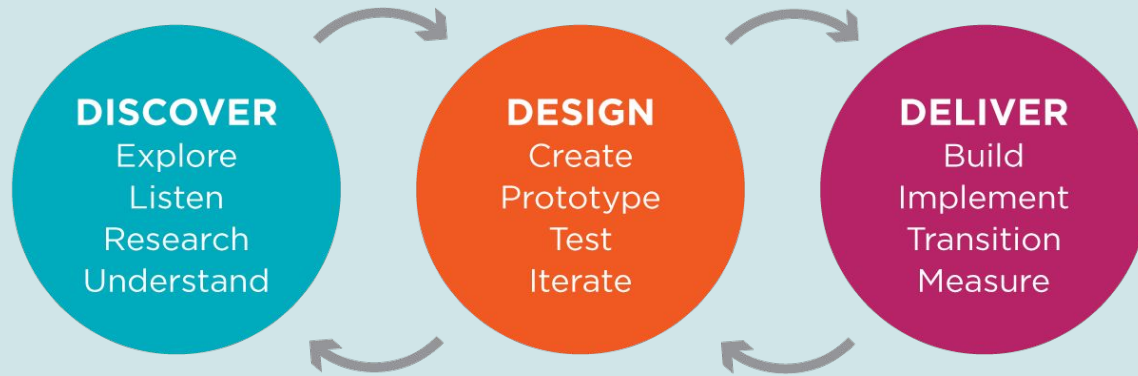 DISCOVER
Explore
Listen
Research
Understand
DESIGN
Create
Prototype
Test
Iterate
DELIVER
Build
Implement
Transition
Measure